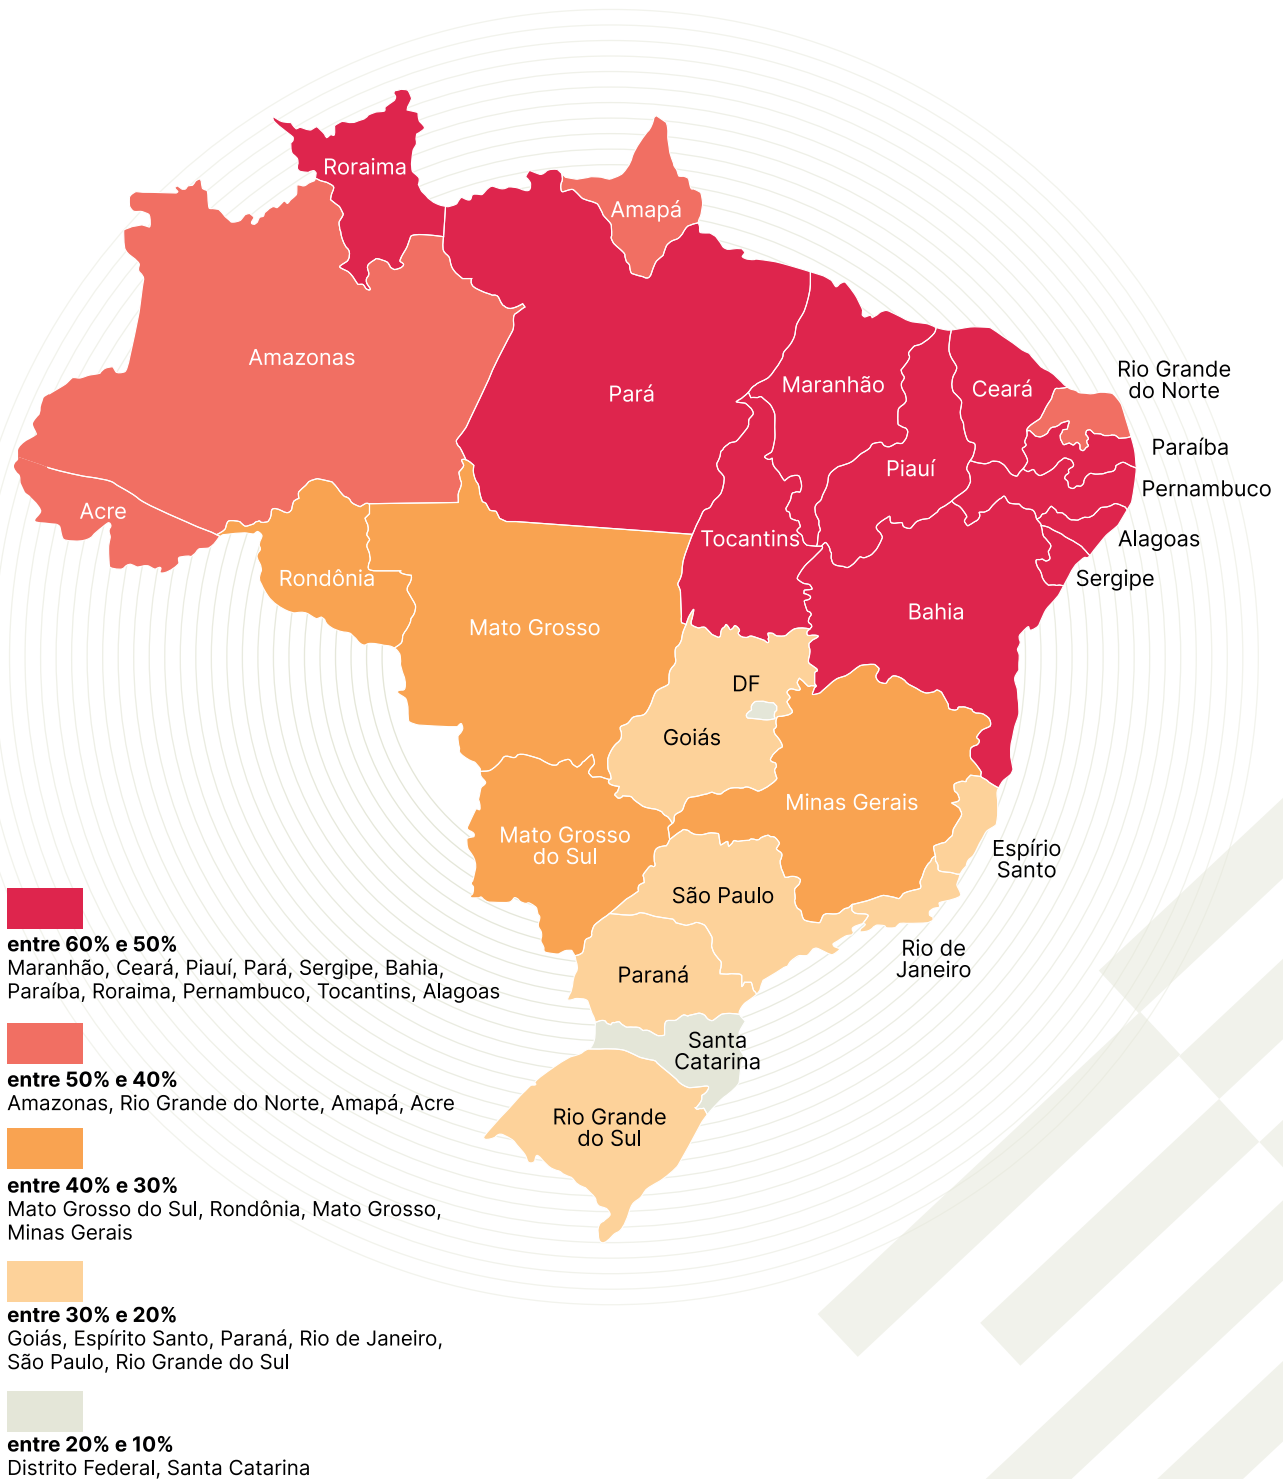 Roraima
Amapá
Amazonas
Pará
Maranhão
Ceará
Rio Grande
do Norte
Paraíba
Piauí
Pernambuco
Acre
Tocantins
Alagoas
Rondônia
Sergipe
Bahia
Mato Grosso
DF
Goiás
Minas Gerais
Mato Grosso
do Sul
Espírio
Santo
São Paulo
Rio de
Janeiro
Paraná
Santa
Catarina
Rio Grande
do Sul
entre 60% e 50%
Maranhão, Ceará, Piauí, Pará, Sergipe, Bahia,
Paraíba, Roraima, Pernambuco, Tocantins, Alagoas
entre 50% e 40%
Amazonas, Rio Grande do Norte, Amapá, Acre
entre 40% e 30%
Mato Grosso do Sul, Rondônia, Mato Grosso,
Minas Gerais
entre 30% e 20%
Goiás, Espírito Santo, Paraná, Rio de Janeiro,
São Paulo, Rio Grande do Sul
entre 20% e 10%
Distrito Federal, Santa Catarina